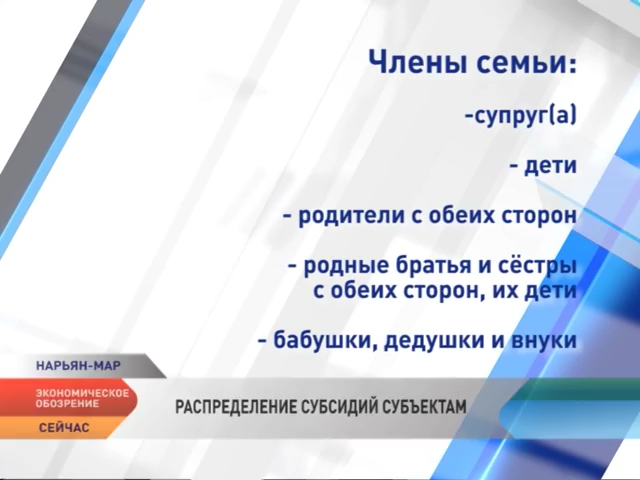 Члены семьи:
-супруг(а)
- дети
- родители с обеих сторон
- родные братья и сёстры
с обеих сторон, их дети
- бабушки, дедушки и внуки
НАРЬЯН-МАР
ЭКОНОМИЧЕСКОЕ
ОБОЗРЕНИЕ
СЕЙЧАС
РАСПРЕДЕЛЕНИЕ СУБСИДИЙ СУБЪЕКТАМ